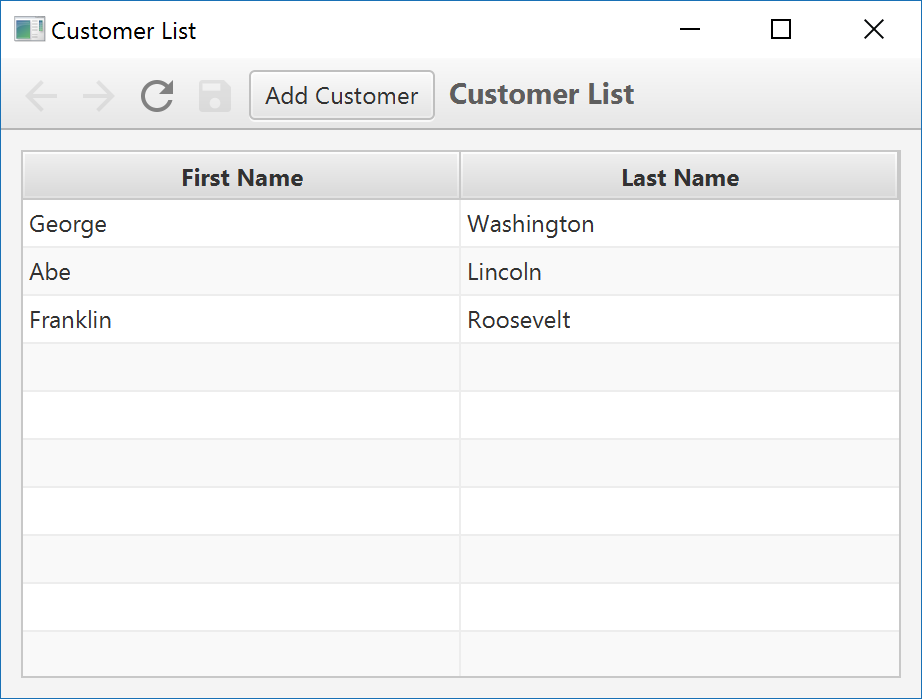 Customer List
Add Customer Customer List
First Name Last Name
George Washington
Abe Lincoln
Franklin Roosevelt